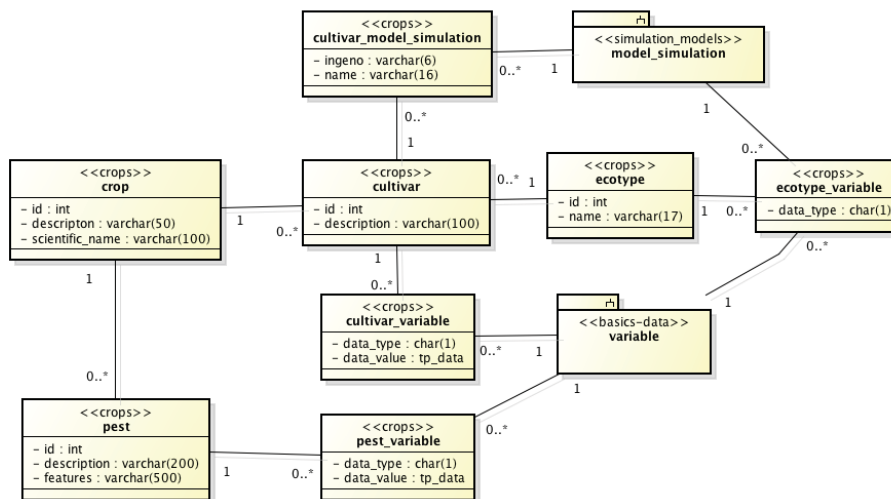 <<crops>>
cultivar_model_simulation
- ingeno : varchar(6)
- name : varchar(16)
0..*
1
<<simulation_models>>
model_simulation
1
0..*
0..*
1
<<crops>>
crop
- id : int
- descripton : varchar(50)
- scientific_name : varchar(100)
1
0..*
<<crops>>
cultivar
- id : int
- description : varchar(100)
0..*
1
<<crops>>
ecotype
- id : int
- name : varchar(17)
1
0..*
<<crops>>
ecotype_variable
- data_type : char(1)
0..*
1
1
0..*
1
<<crops>>
cultivar_variable
- data_type : char(1)
- data_value : tp_data
0..*
1
<<basics-data>>
variable
1
0..*
0..*
<<crops>>
pest
- id : int
- description : varchar(200)
- features : varchar(500)
1
0..*
<<crops>>
pest_variable
- data_type : char(1)
- data_value : tp_data